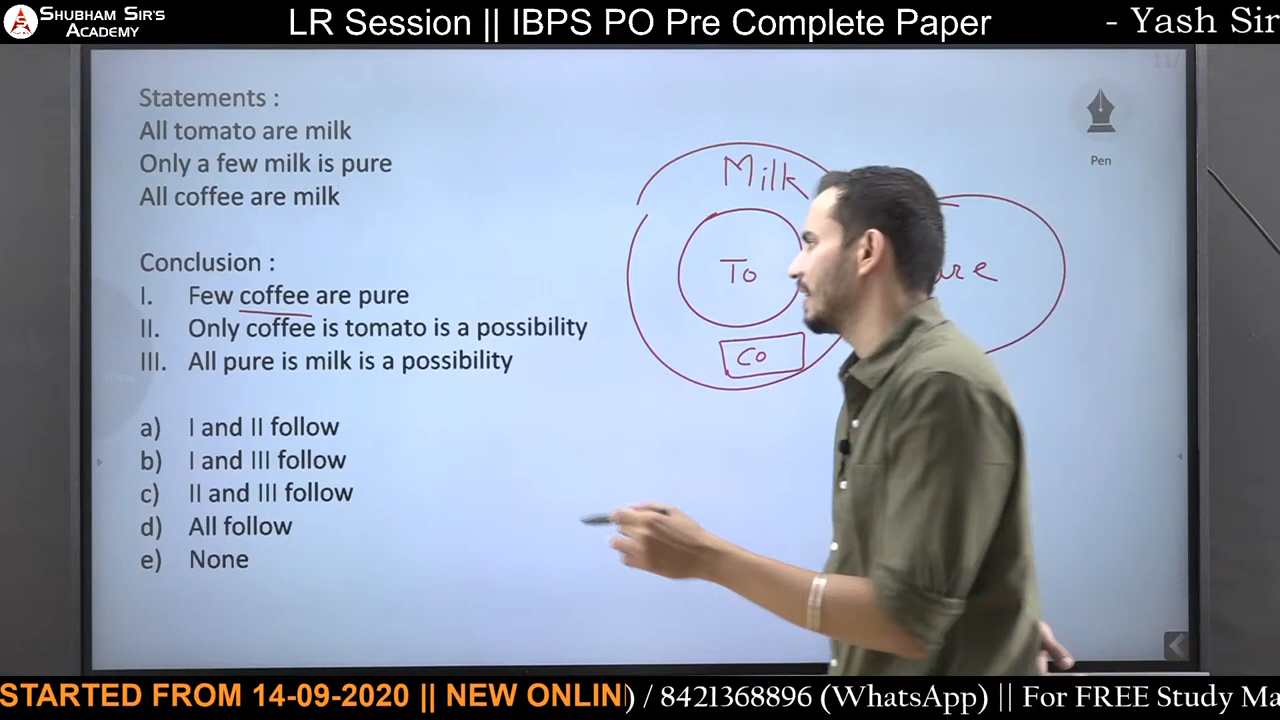 SHUBHAM SIR'S
ACADEMY
LR Session || IBPS PO Pre Complete Paper
- Yash Sir
Statements :
All tomato are milk
Only a few milk is pure
All coffee are milk
Conclusion :
I. Few coffee are pure
II. Only coffee is tomato is a possibility
III. All pure is milk is a possibility
a) I and II follow
b) I and III follow
c) II and III follow
d) All follow
e) None
Milk
To
Co
Pen
STARTED FROM 14-09-2020 || NEW ONLIN
) / 8421368896 (WhatsApp) || For FREE Study Ma